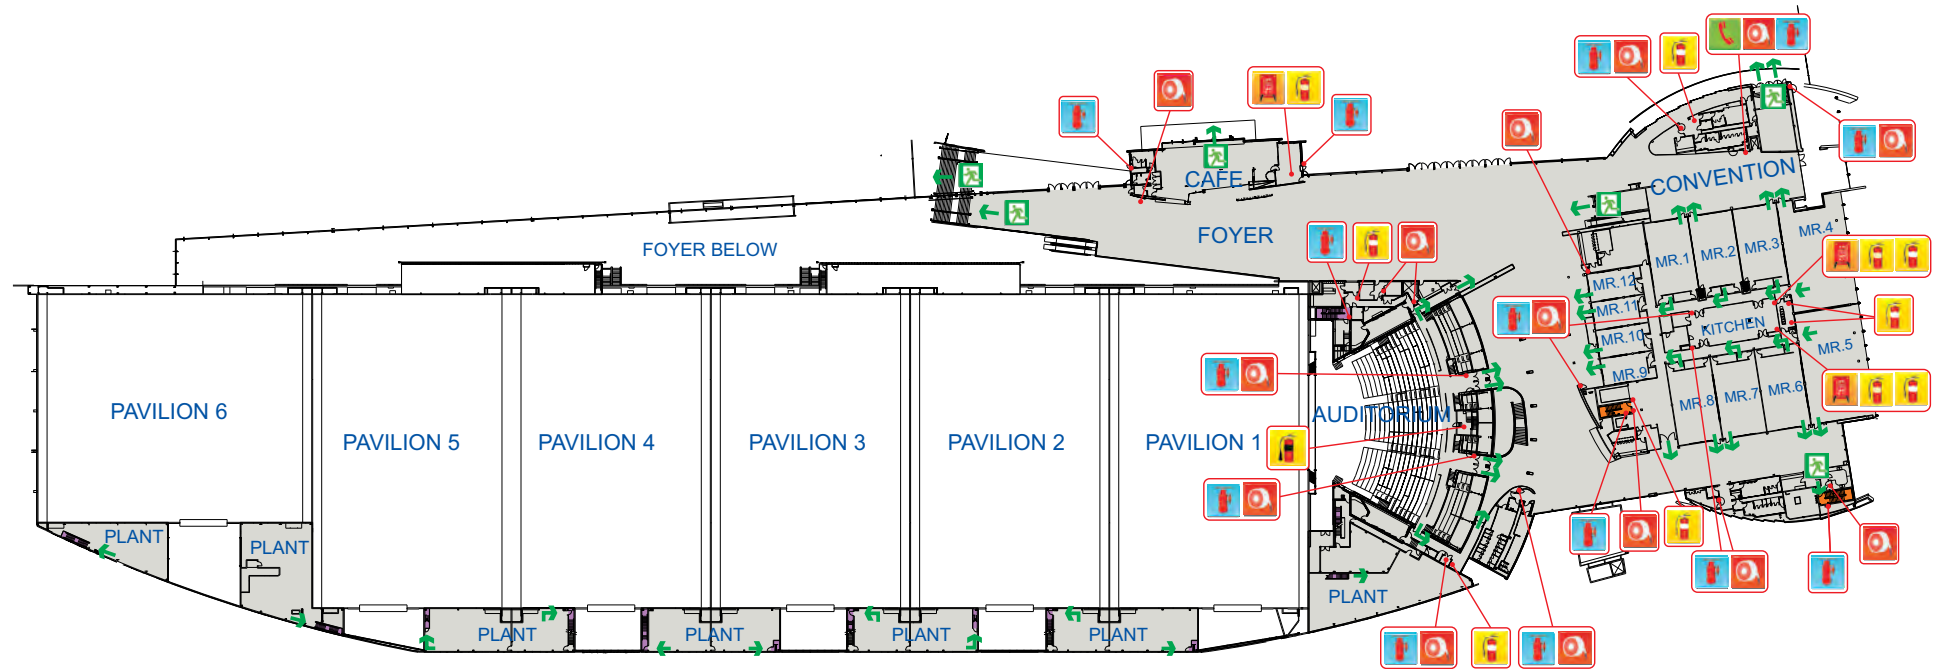 CAFE
CONVENTION
FOYER
FOYER BELOW
MR.1
MR.2
MR.3
MR.4
MR.12
MR.11
MR.10
MR.9
KITCHEN
MR.5
MR.8
MR.7
MR.6
PAVILION 6
PAVILION 5
PAVILION 4
PAVILION 3
PAVILION 2
PAVILION 1
AUDITORIUM
PLANT
PLANT
PLANT
PLANT
PLANT
PLANT
PLANT